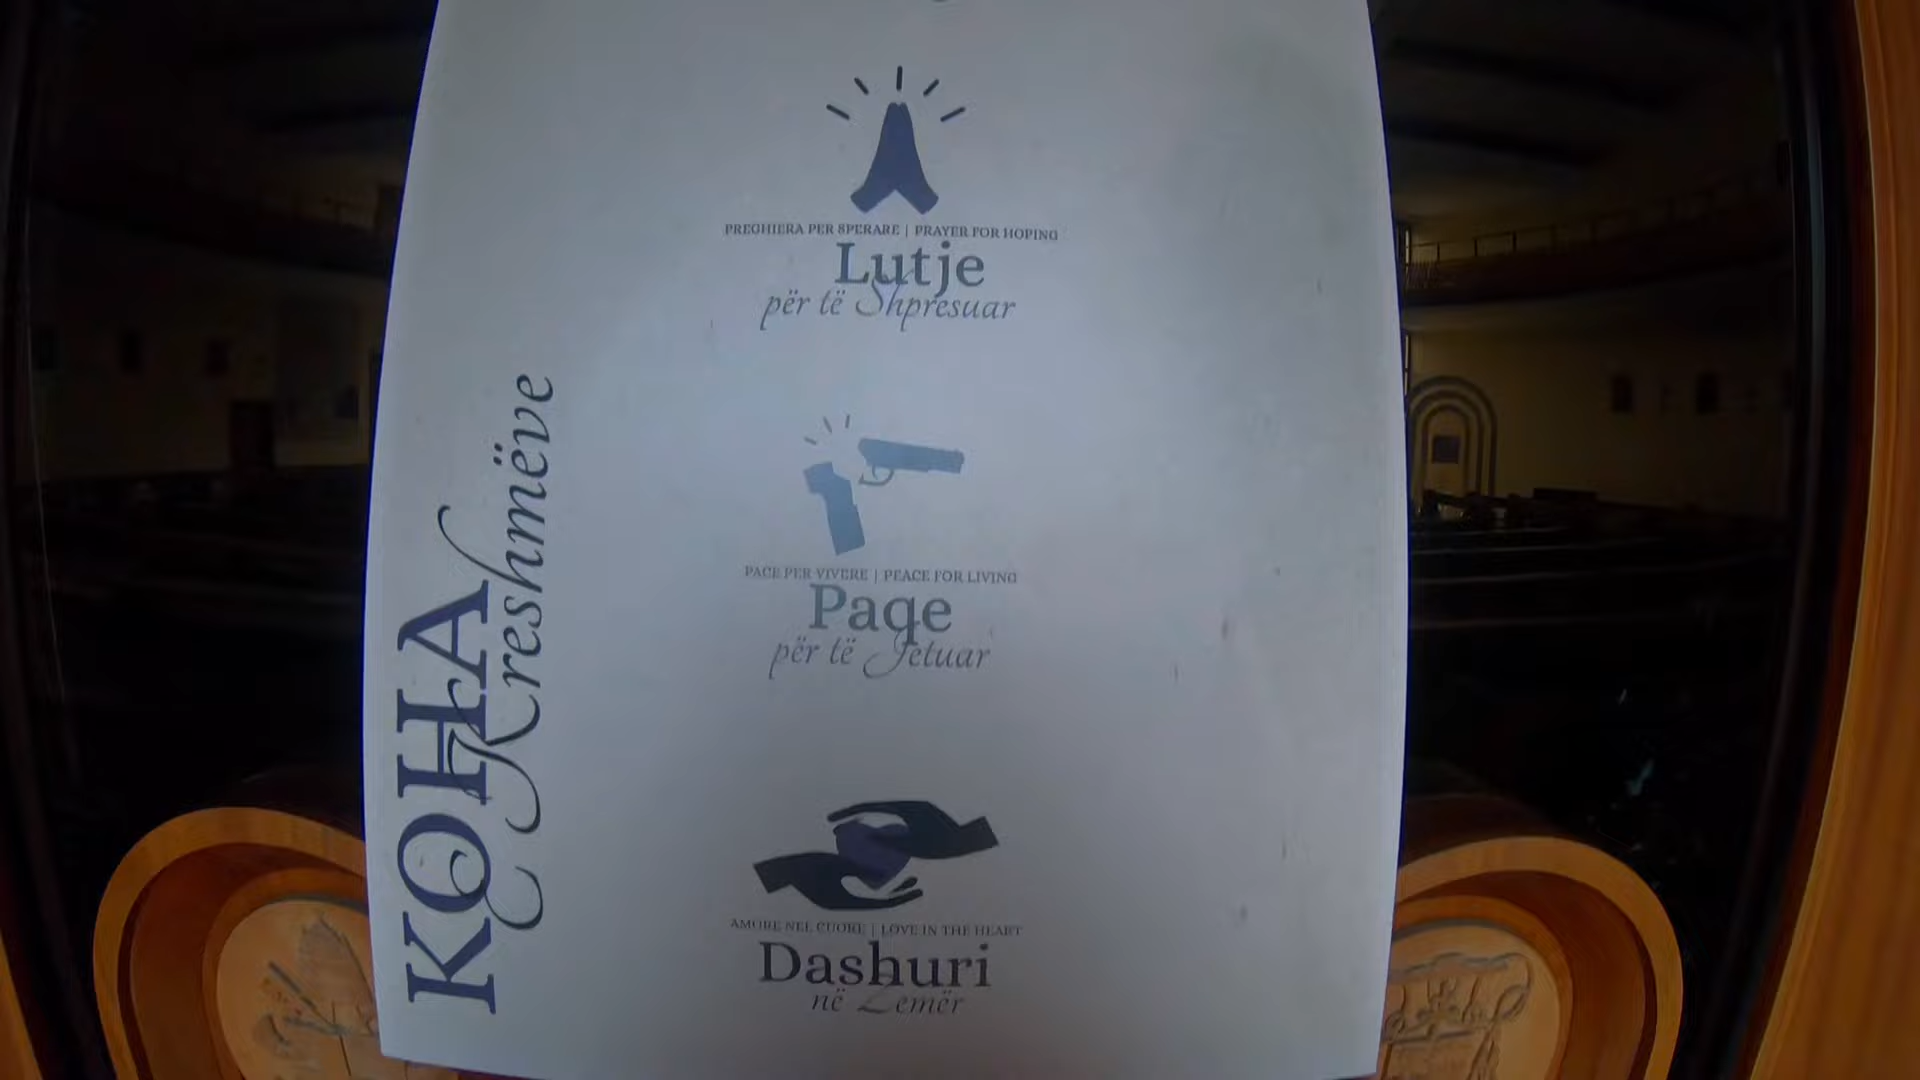 KOHA
Kreshmëve
PREGHIERA PER SPERARE | PRAYER FOR HOPING
Lutje
për të Shpresuar
PACE PER VIVERE | PEACE FOR LIVING
Paqe
për të Jetuar
AMORE NEL CUORE | LOVE IN THE HEART
Dashuri
në Zemër